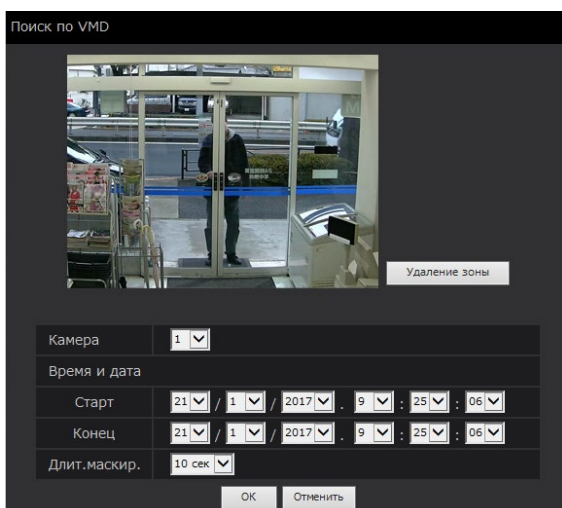 Поиск по VMD
Удаление зоны
Камера 1
Время и дата
Старт 21 / 1 / 2017 . 9 : 25 : 06
Конец 21 / 1 / 2017 . 9 : 25 : 06
Длит.маскир. 10 сек
OK Отменить